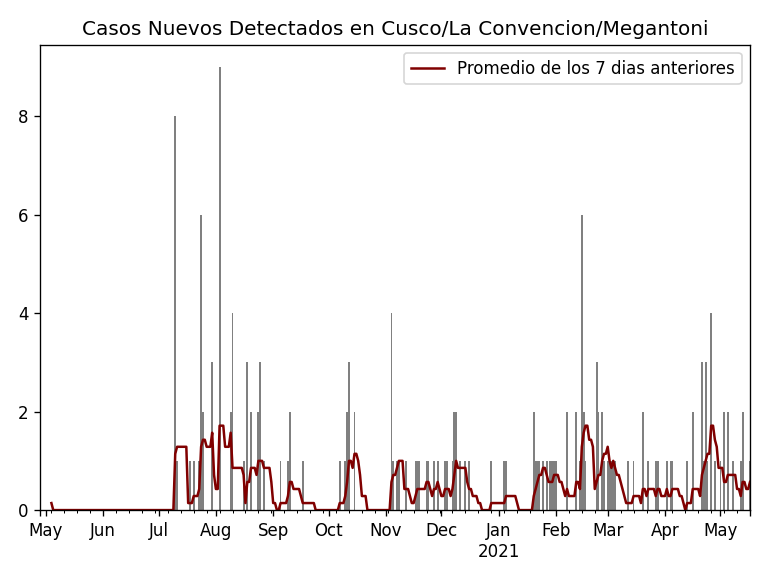 Casos Nuevos Detectados en Cusco/La Convencion/Megantoni
Promedio de los 7 dias anteriores
8
6
4
2
0
May Jun Jul Aug Sep Oct Nov Dec Jan Feb Mar Apr May
2021